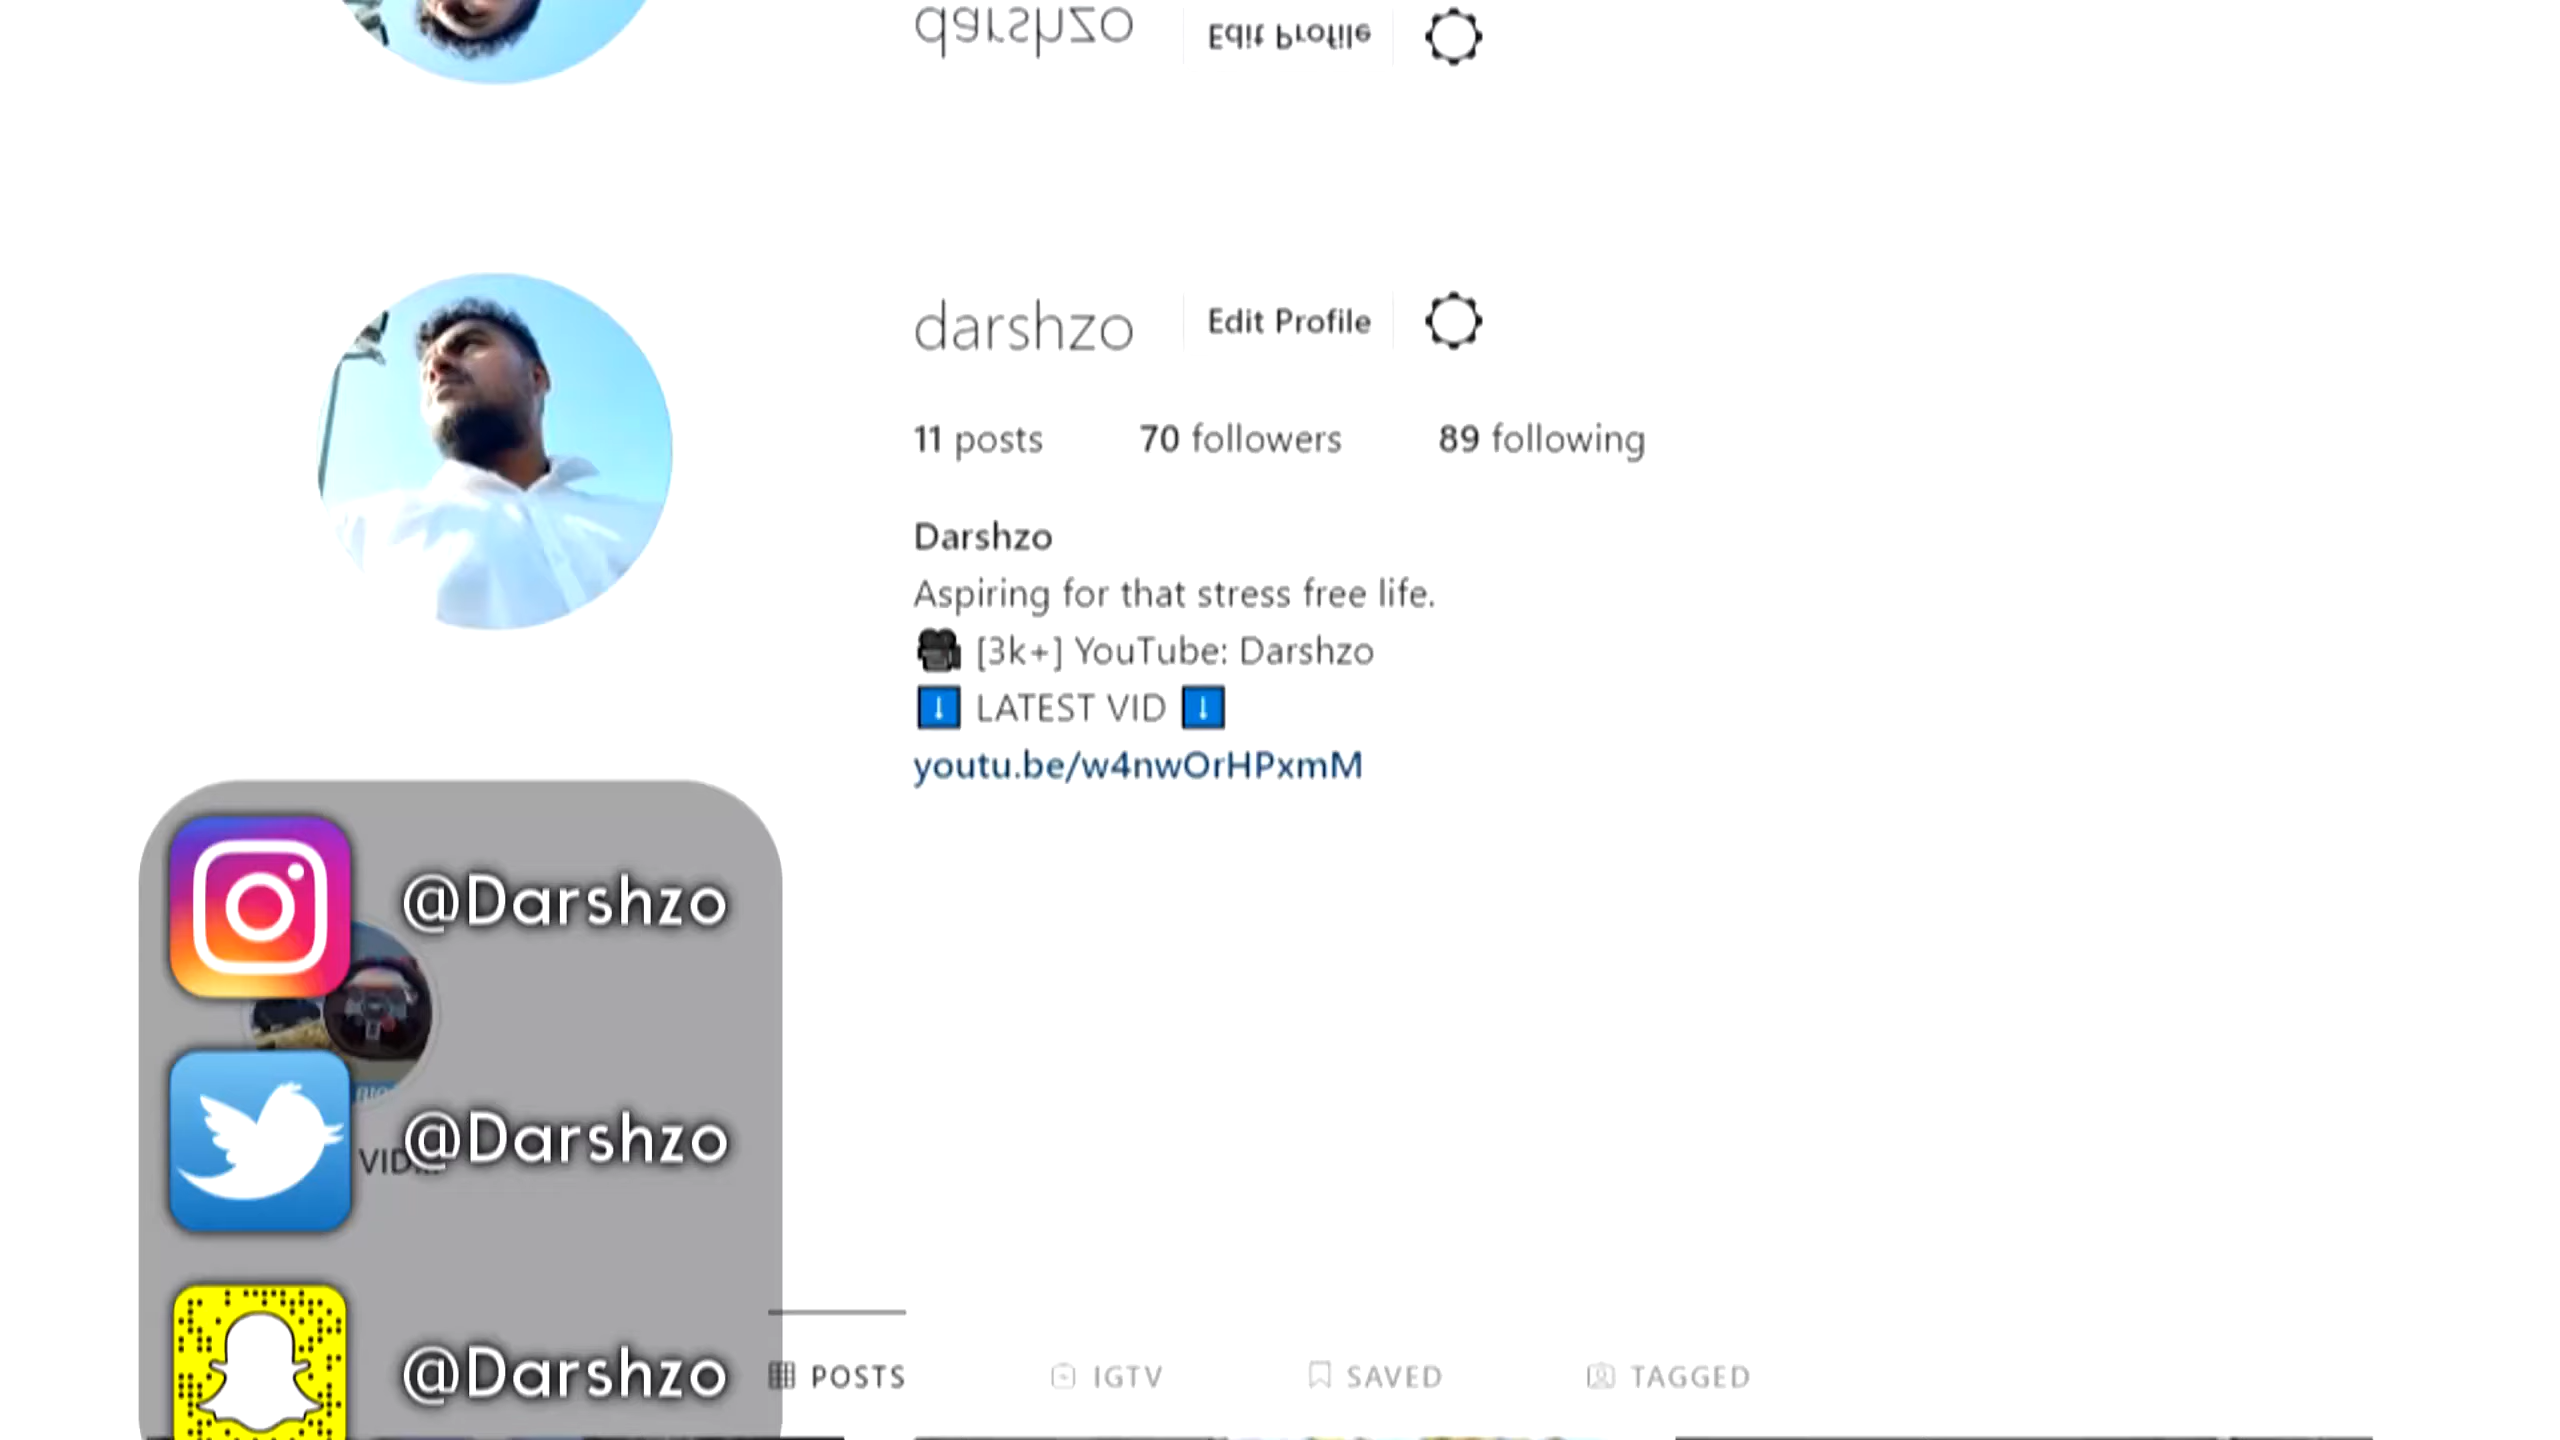 darshzo Edit Profile
darshzo Edit Profile
11 posts 70 followers 89 following
Darshzo
Aspiring for that stress free life.
[3k+] YouTube: Darshzo
LATEST VID
youtu.be/w4nwOrHPxmM
@Darshzo
@Darshzo
VID...
@Darshzo
POSTS IGTV SAVED TAGGED